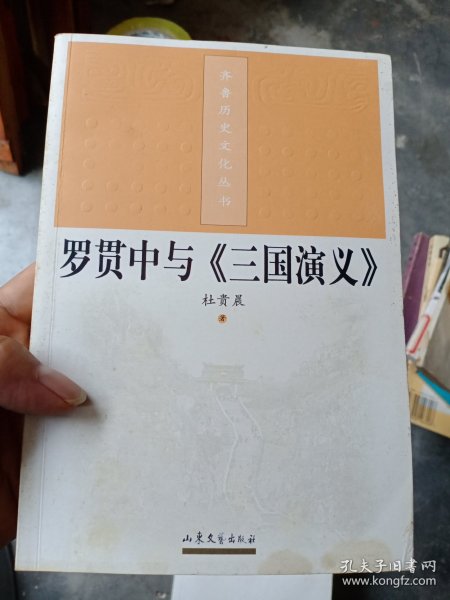 齐鲁历史文化丛书
罗贯中与《三国演义》
杜贵晨
著
山东文艺出版社
孔夫子旧书网
www.kongfz.com